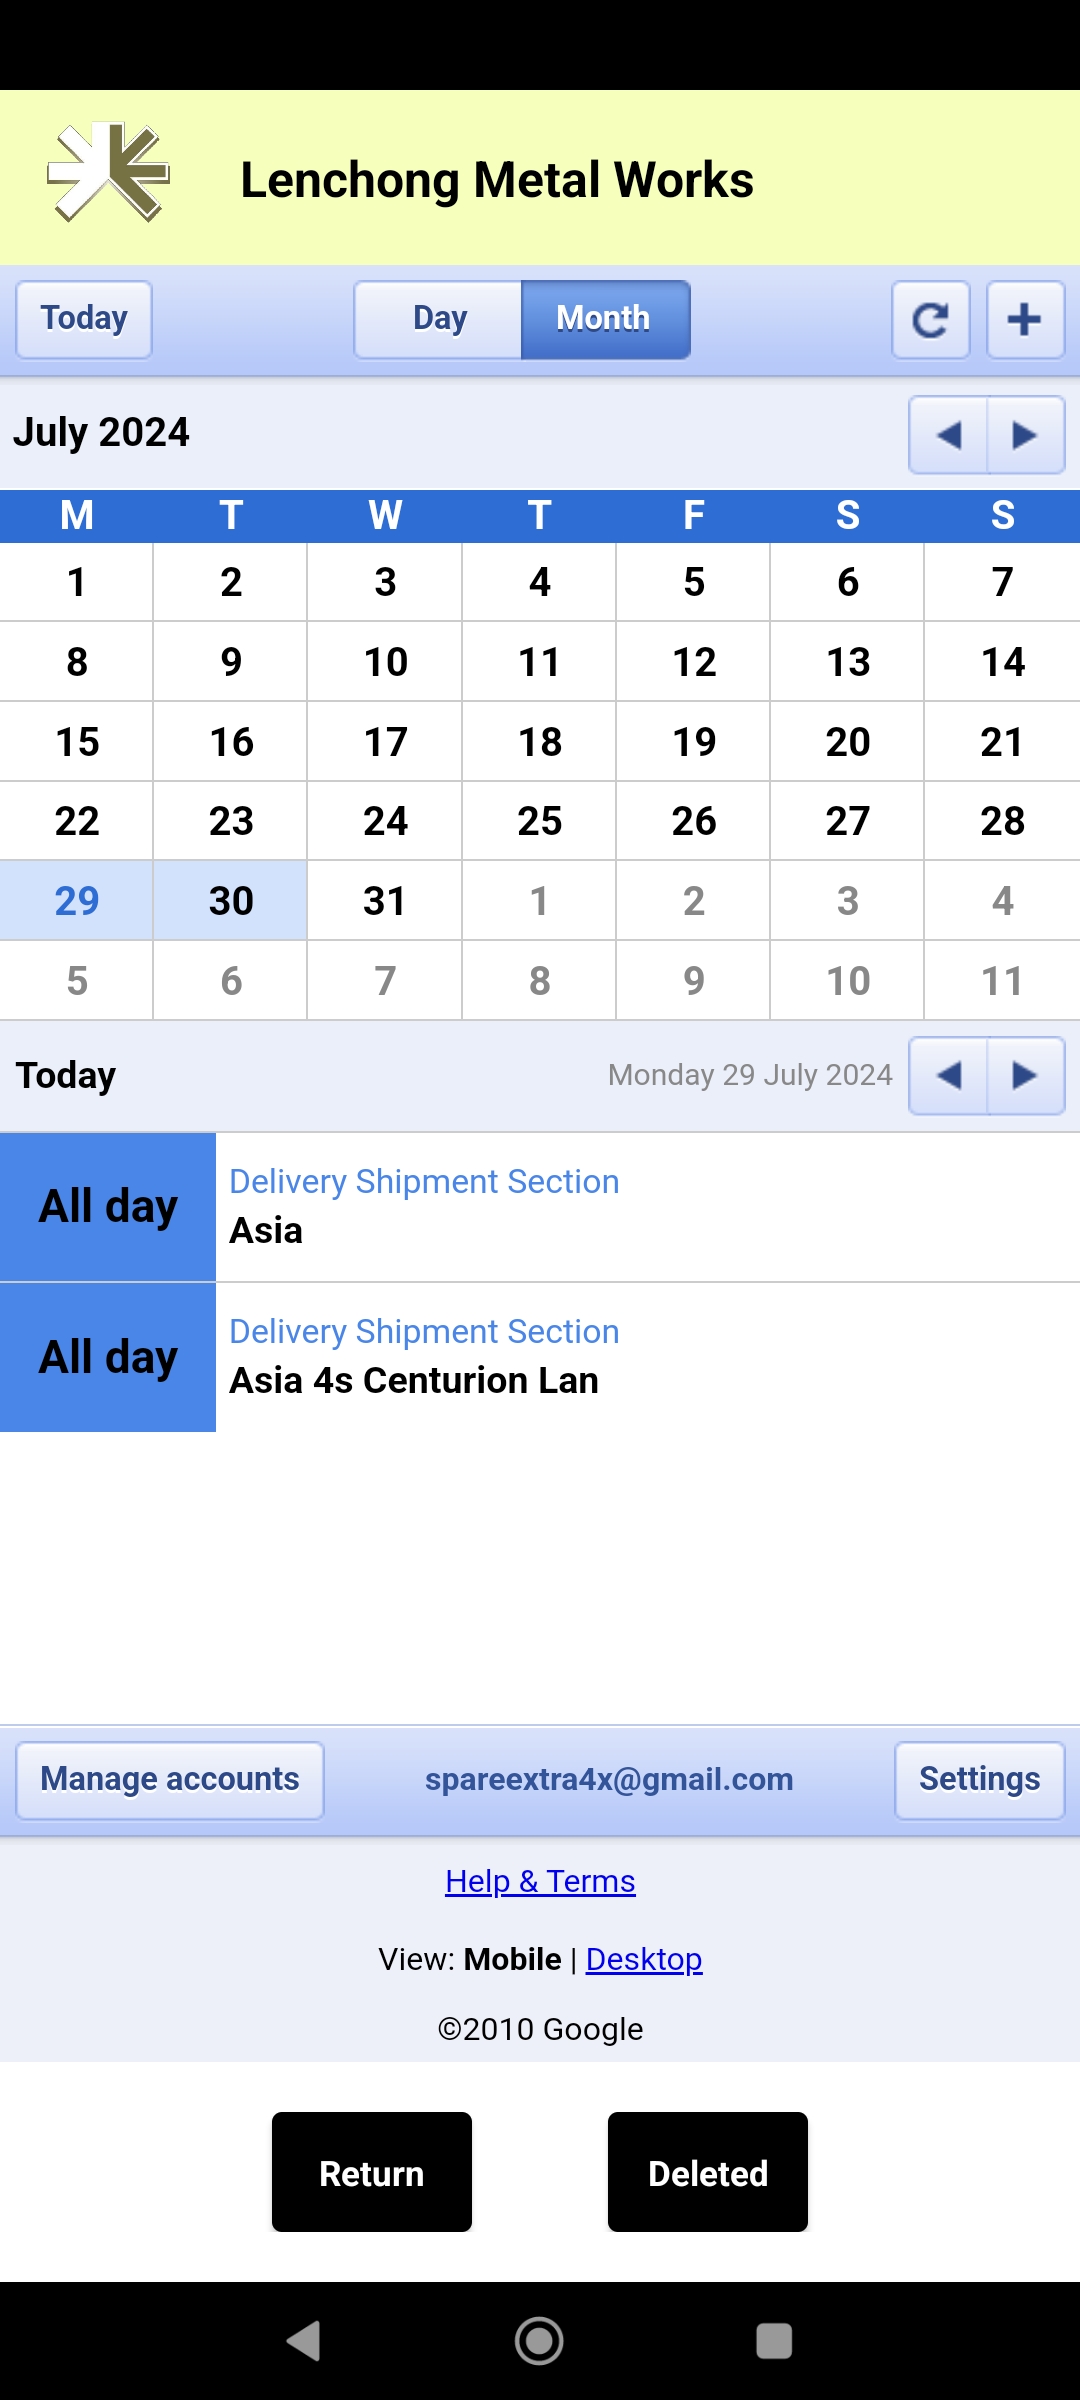 Lenchong Metal Works
Today Day Month
July 2024
M T W T F S S
1 2 3 4 5 6 7
8 9 10 11 12 13 14
15 16 17 18 19 20 21
22 23 24 25 26 27 28
29 30 31 1 2 3 4
5 6 7 8 9 10 11
Today Monday 29 July 2024
All day Delivery Shipment Section
Asia
All day Delivery Shipment Section
Asia 4s Centurion Lan
Manage accounts spareextra4x@gmail.com Settings
Help & Terms
View: Mobile | Desktop
©2010 Google
Return Deleted